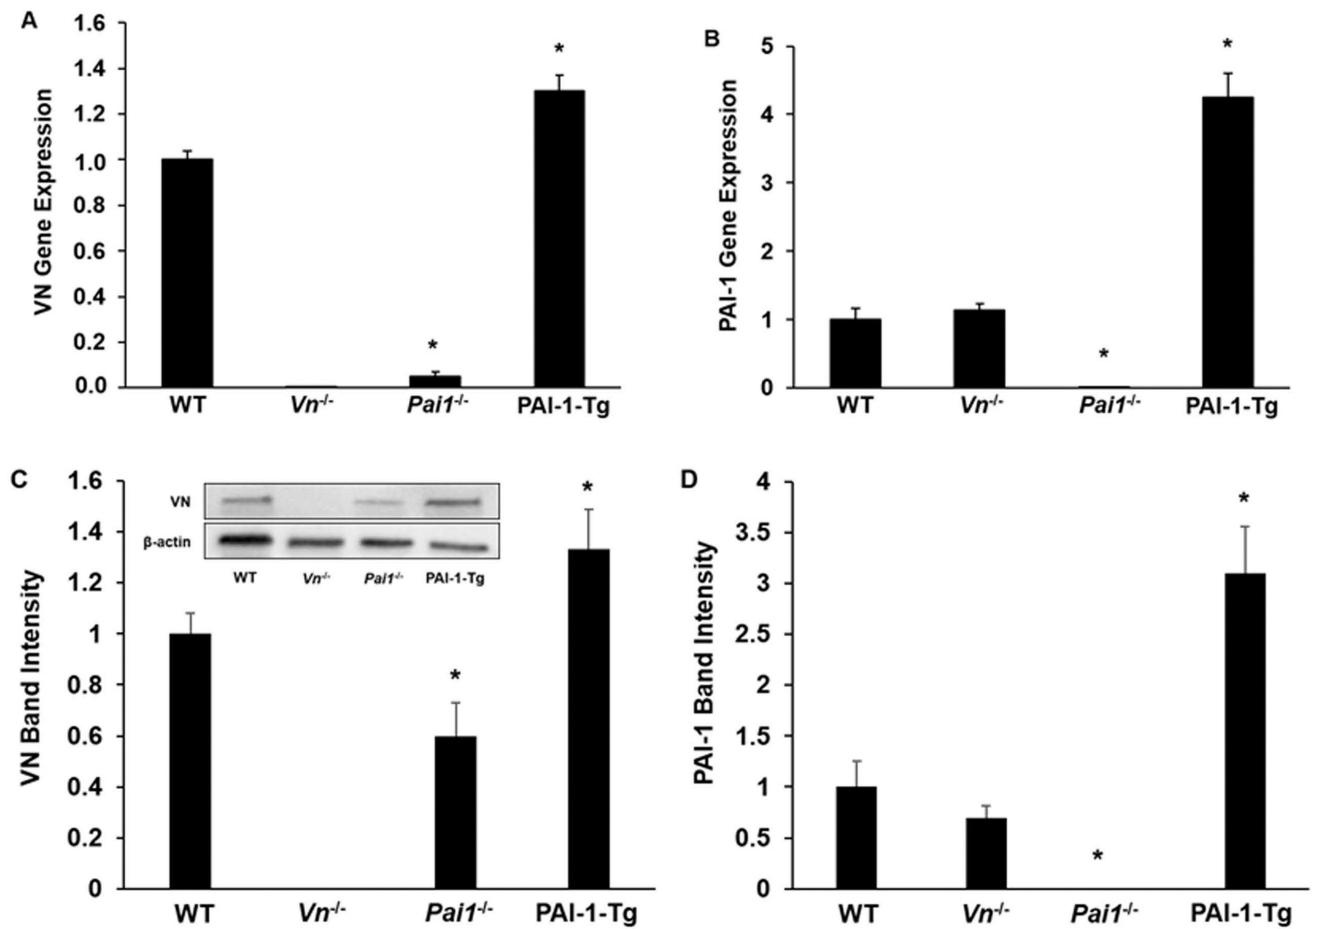 A
VN Gene Expression
1.6
1.4
1.2
1.0
0.8
0.6
0.4
0.2
0.0
*
*
WT Vn-/- Pai1-/- PAI-1-Tg
B
PAI-1 Gene Expression
5
4
3
2
1
0
*
*
WT Vn-/- Pai1-/- PAI-1-Tg
C
VN Band Intensity
1.6
1.4
1.2
1
0.8
0.6
0.4
0.2
0
VN
β-actin
WT Vn-/- Pai1-/- PAI-1-Tg
*
*
WT Vn-/- Pai1-/- PAI-1-Tg
D
PAI-1 Band Intensity
4
3.5
3
2.5
2
1.5
1
0.5
0
*
*
WT Vn-/- Pai1-/- PAI-1-Tg